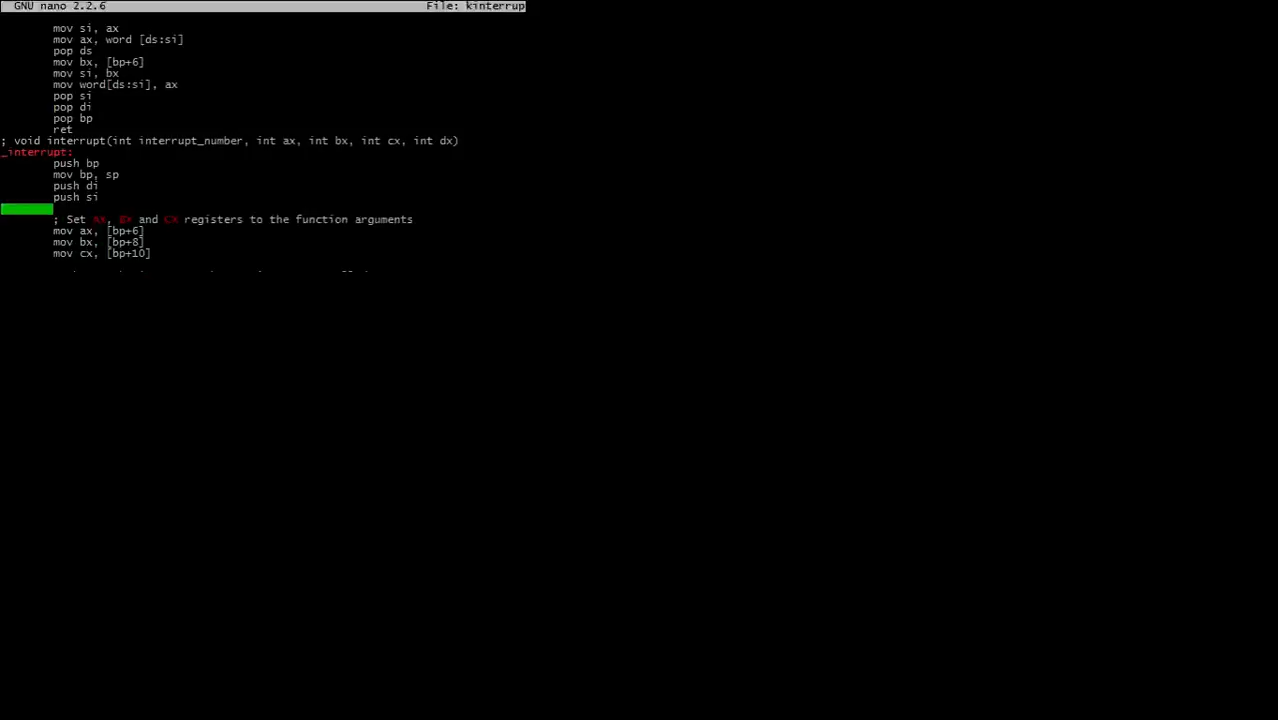 GNU nano 2.2.6 File: kinterrup
mov si, ax
mov ax, word [ds:si]
pop ds
mov bx, [bp+6]
mov si, bx
mov word[ds:si], ax
pop si
pop di
pop bp
ret
; void interrupt(int interrupt_number, int ax, int bx, int cx, int dx)
_interrupt:
push bp
mov bp, sp
push di
push si
; Set AX, BX and CX registers to the function arguments
mov ax, [bp+6]
mov bx, [bp+8]
mov cx, [bp+10]